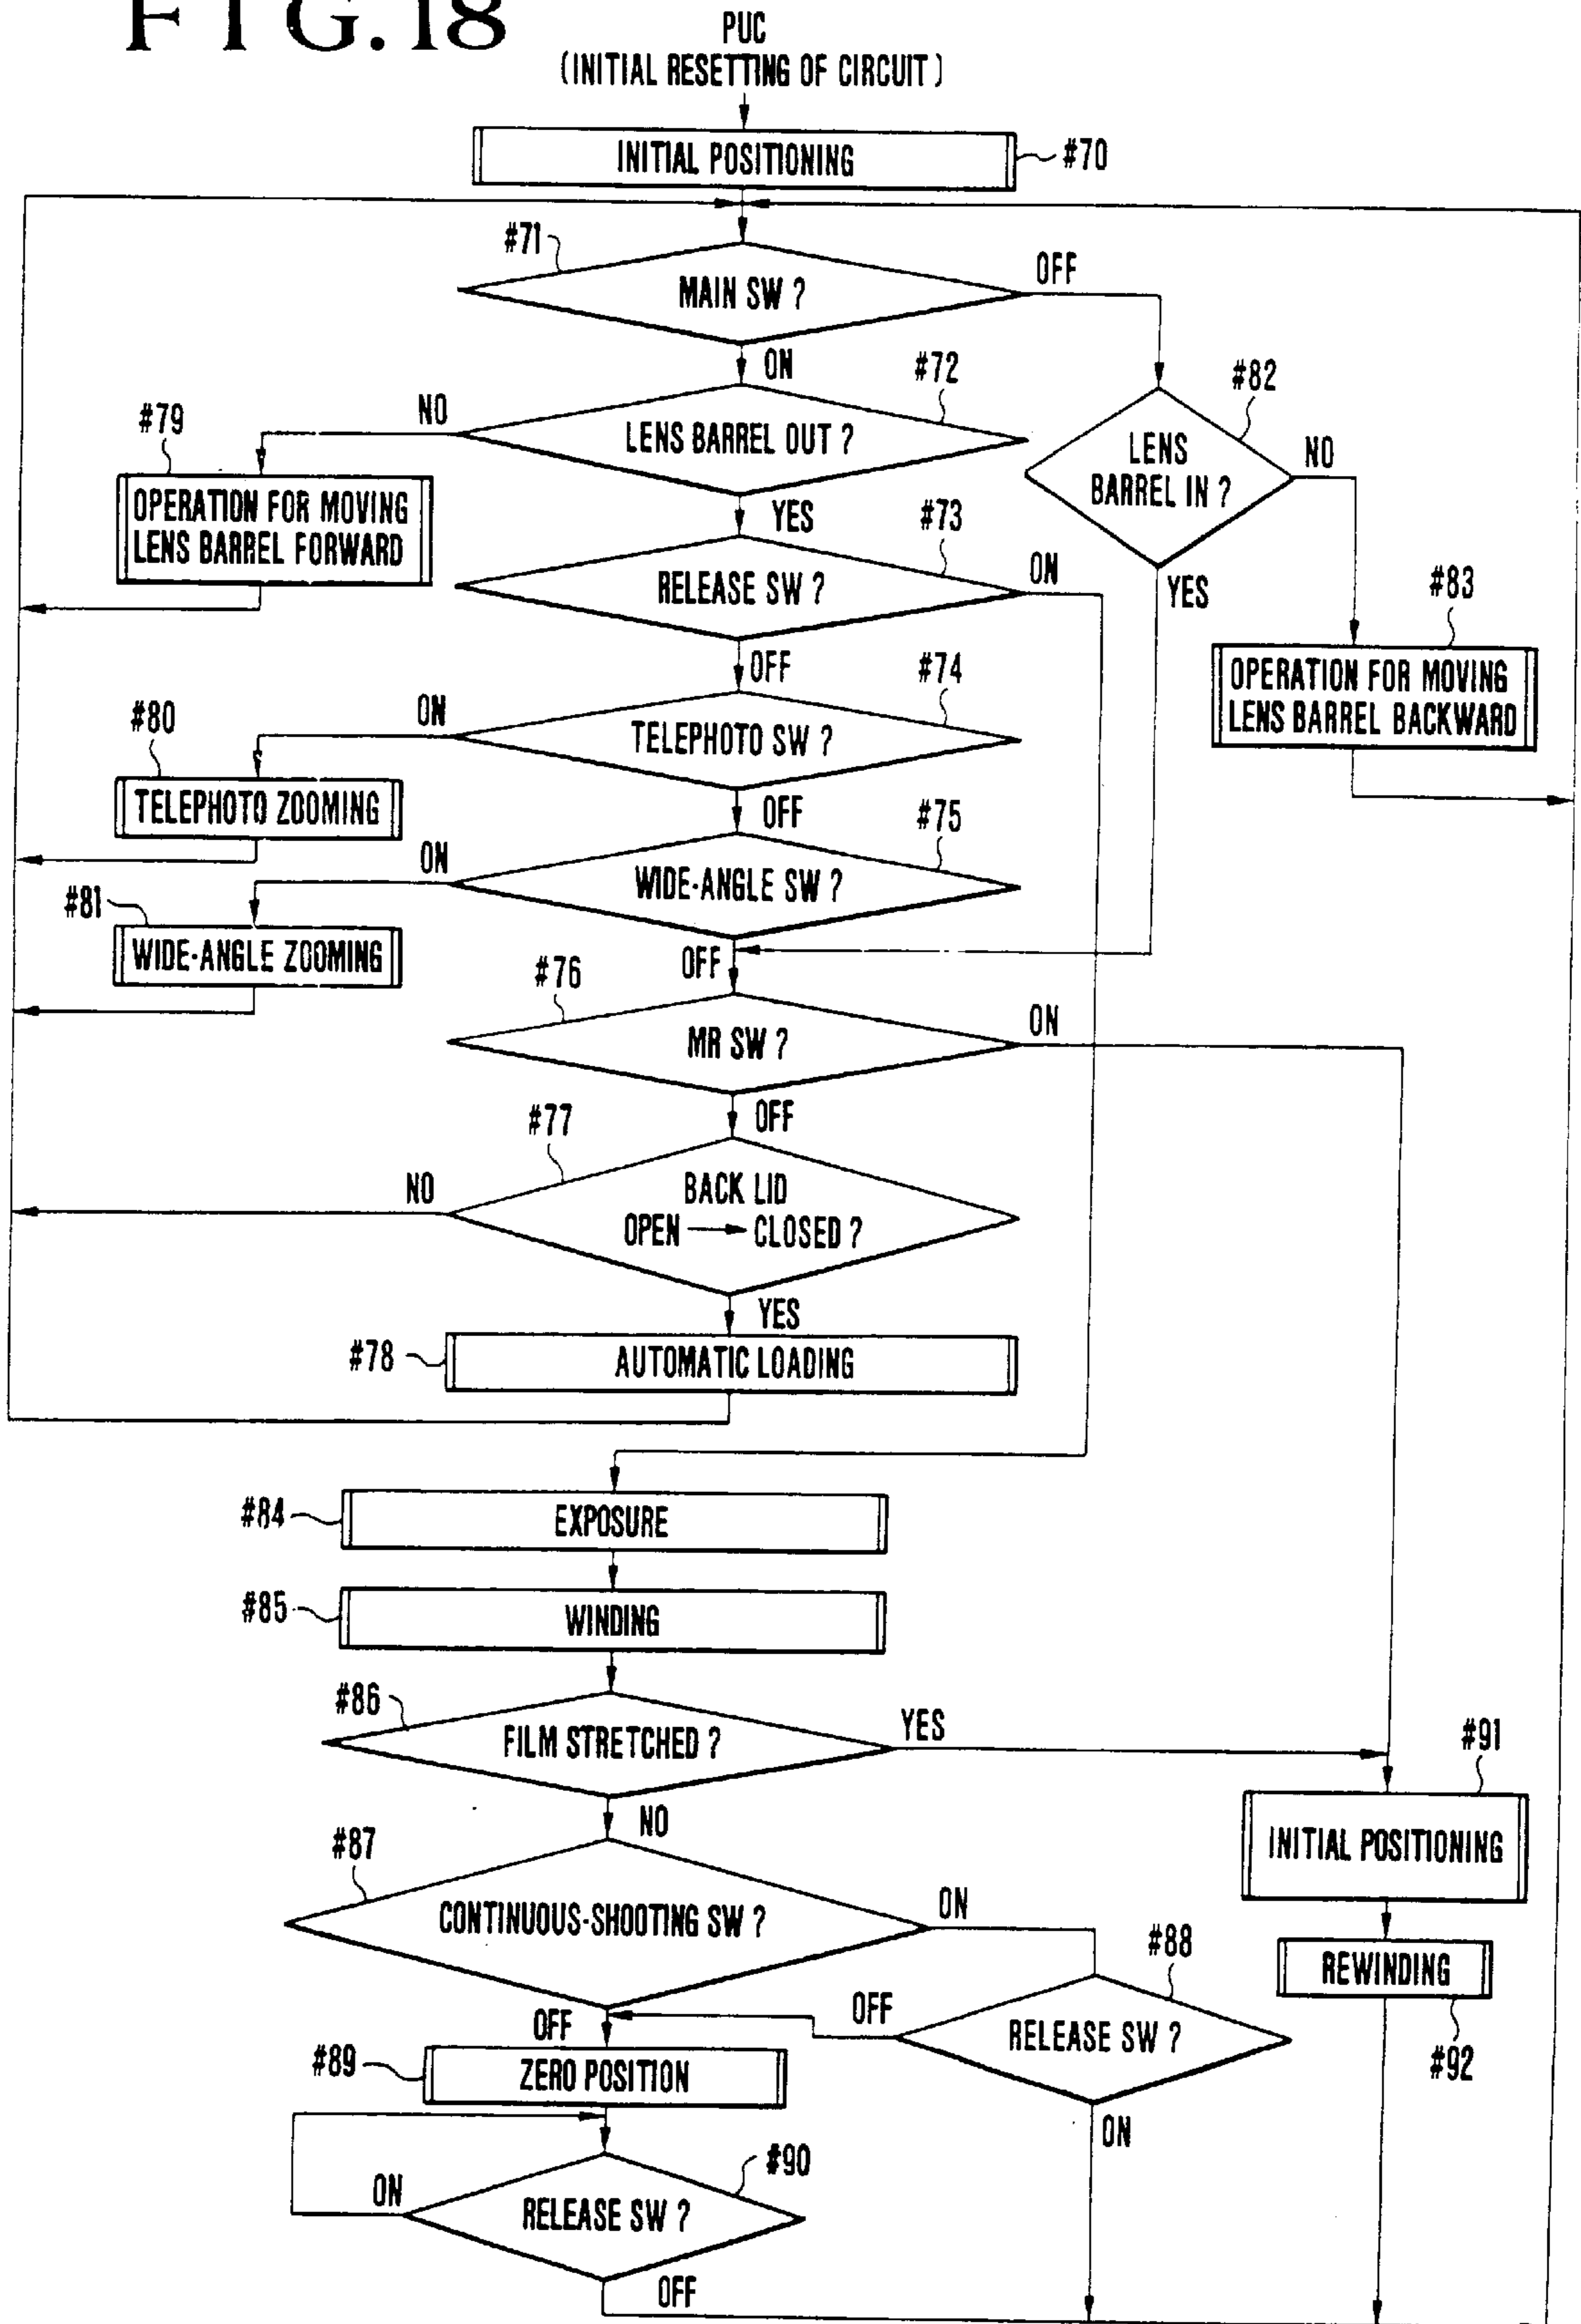 FIG. 18
PUC
(INITIAL RESETTING OF CIRCUIT)
INITIAL POSITIONING
#70
#71
MAIN SW ?
OFF
ON
#72
#82
NO
LENS BARREL OUT ?
#79
LENS
BARREL IN ?
NO
OPERATION FOR MOVING
LENS BARREL FORWARD
YES
#73
RELEASE SW ?
ON
YES
#83
OFF
#74
OPERATION FOR MOVING
LENS BARREL BACKWARD
#80
ON
TELEPHOTO SW ?
TELEPHOTO ZOOMING
OFF
#75
ON
WIDE-ANGLE SW ?
#81
WIDE-ANGLE ZOOMING
OFF
#76
MR SW ?
ON
OFF
#77
NO
BACK LID
OPEN → CLOSED ?
YES
#78
AUTOMATIC LOADING
#84
EXPOSURE
#85
WINDING
#86
FILM STRETCHED ?
YES
#91
NO
INITIAL POSITIONING
#87
CONTINUOUS-SHOOTING SW ?
ON
#88
REWINDING
OFF
OFF
RELEASE SW ?
#92
#89
ZERO POSITION
ON
#90
ON
RELEASE SW ?
OFF